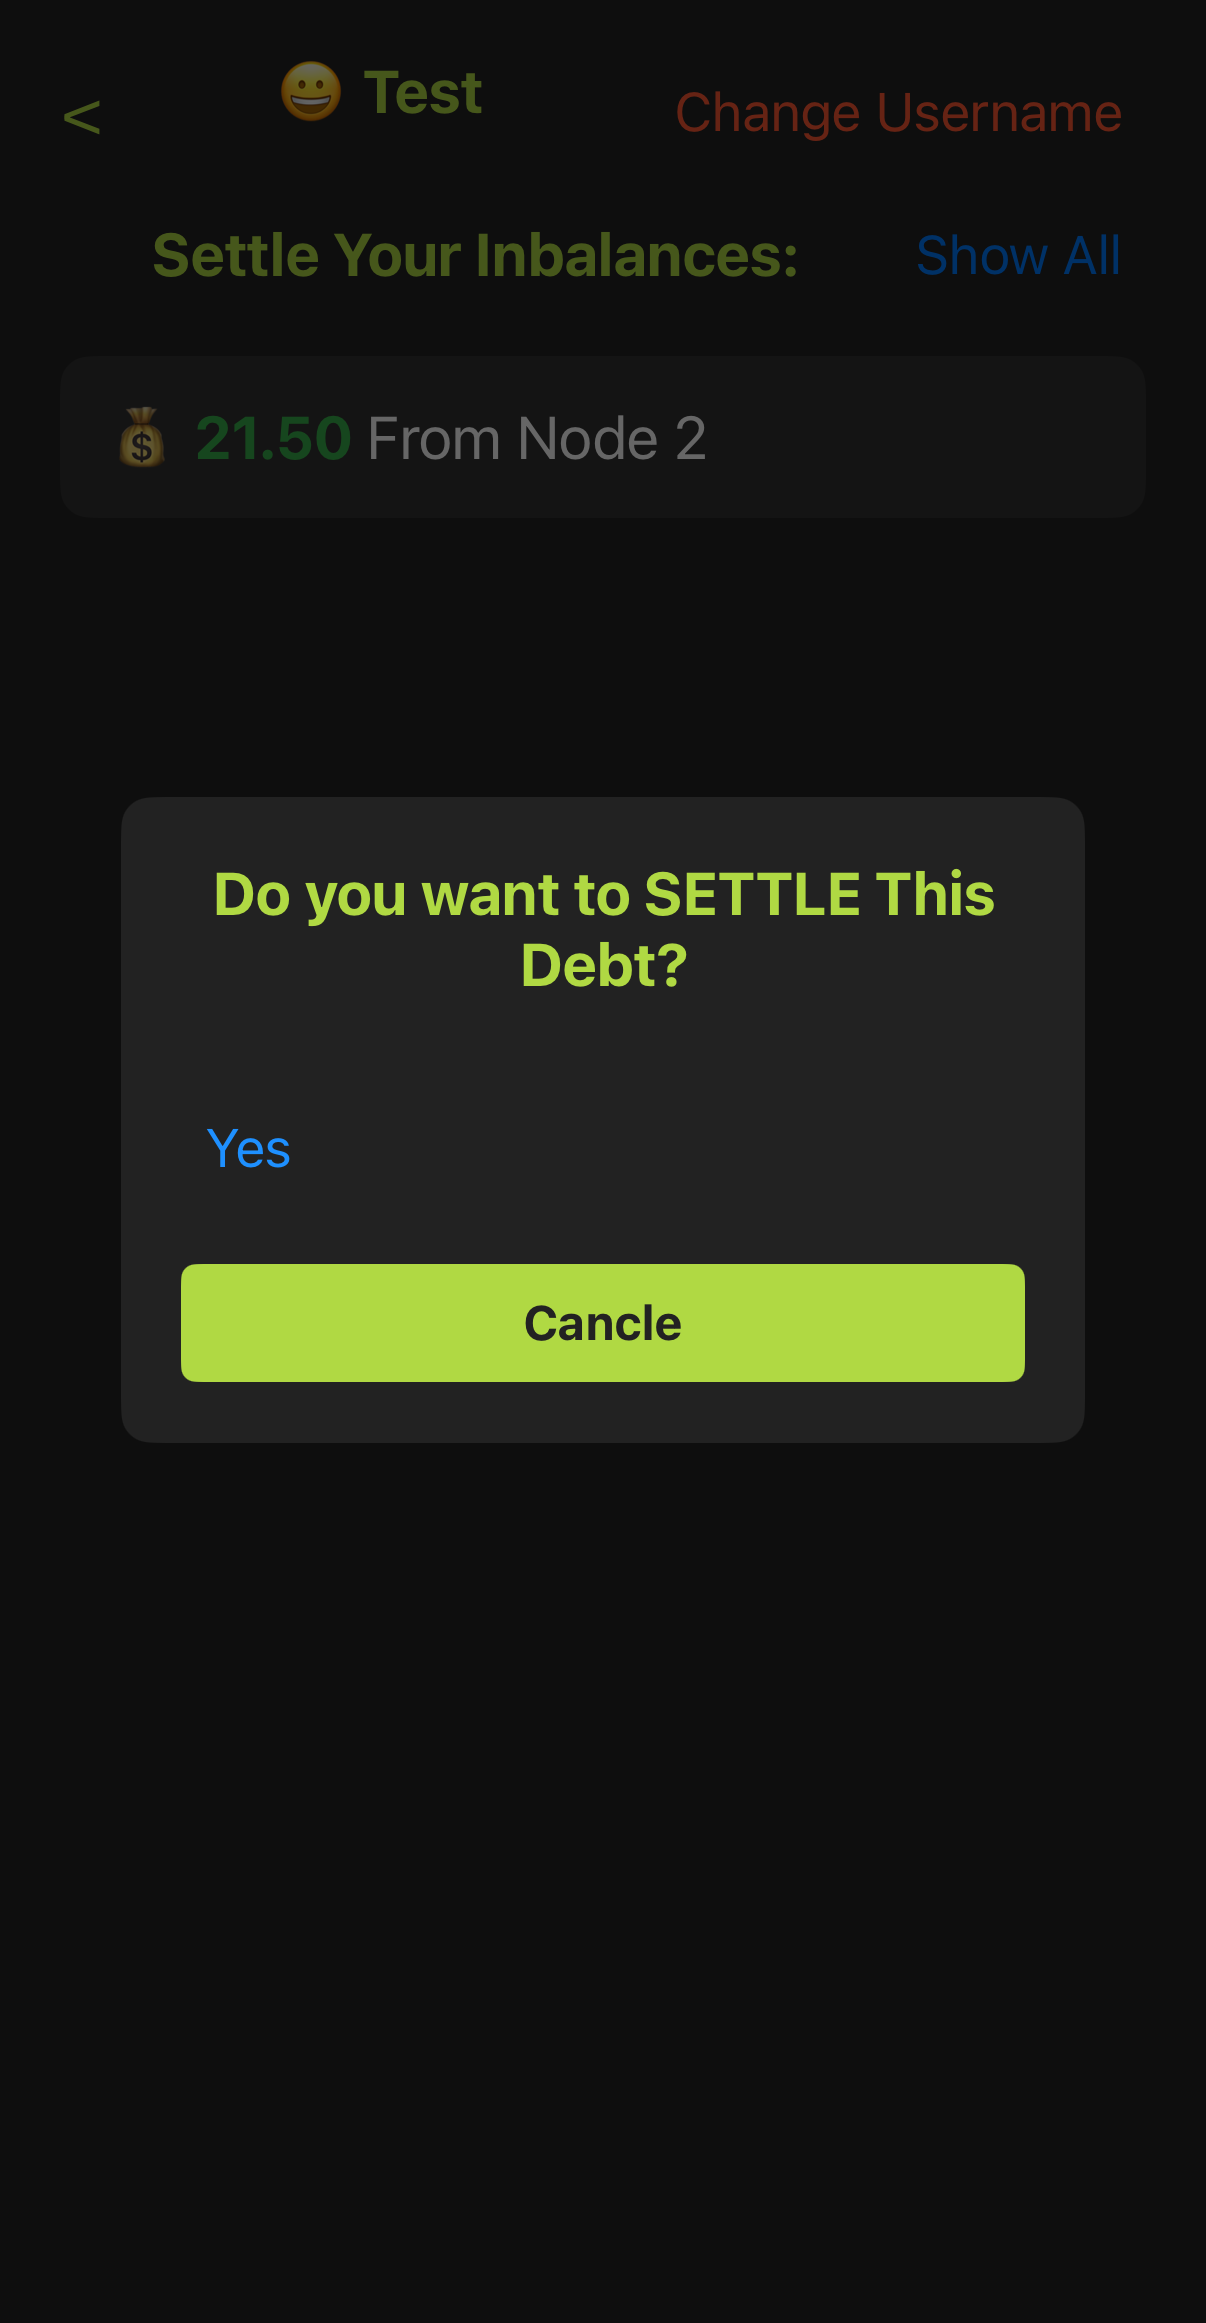 < 😀 Test Change Username
Settle Your Inbalances: Show All
💰 21.50 From Node 2
Do you want to SETTLE This
Debt?
Yes
Cancle